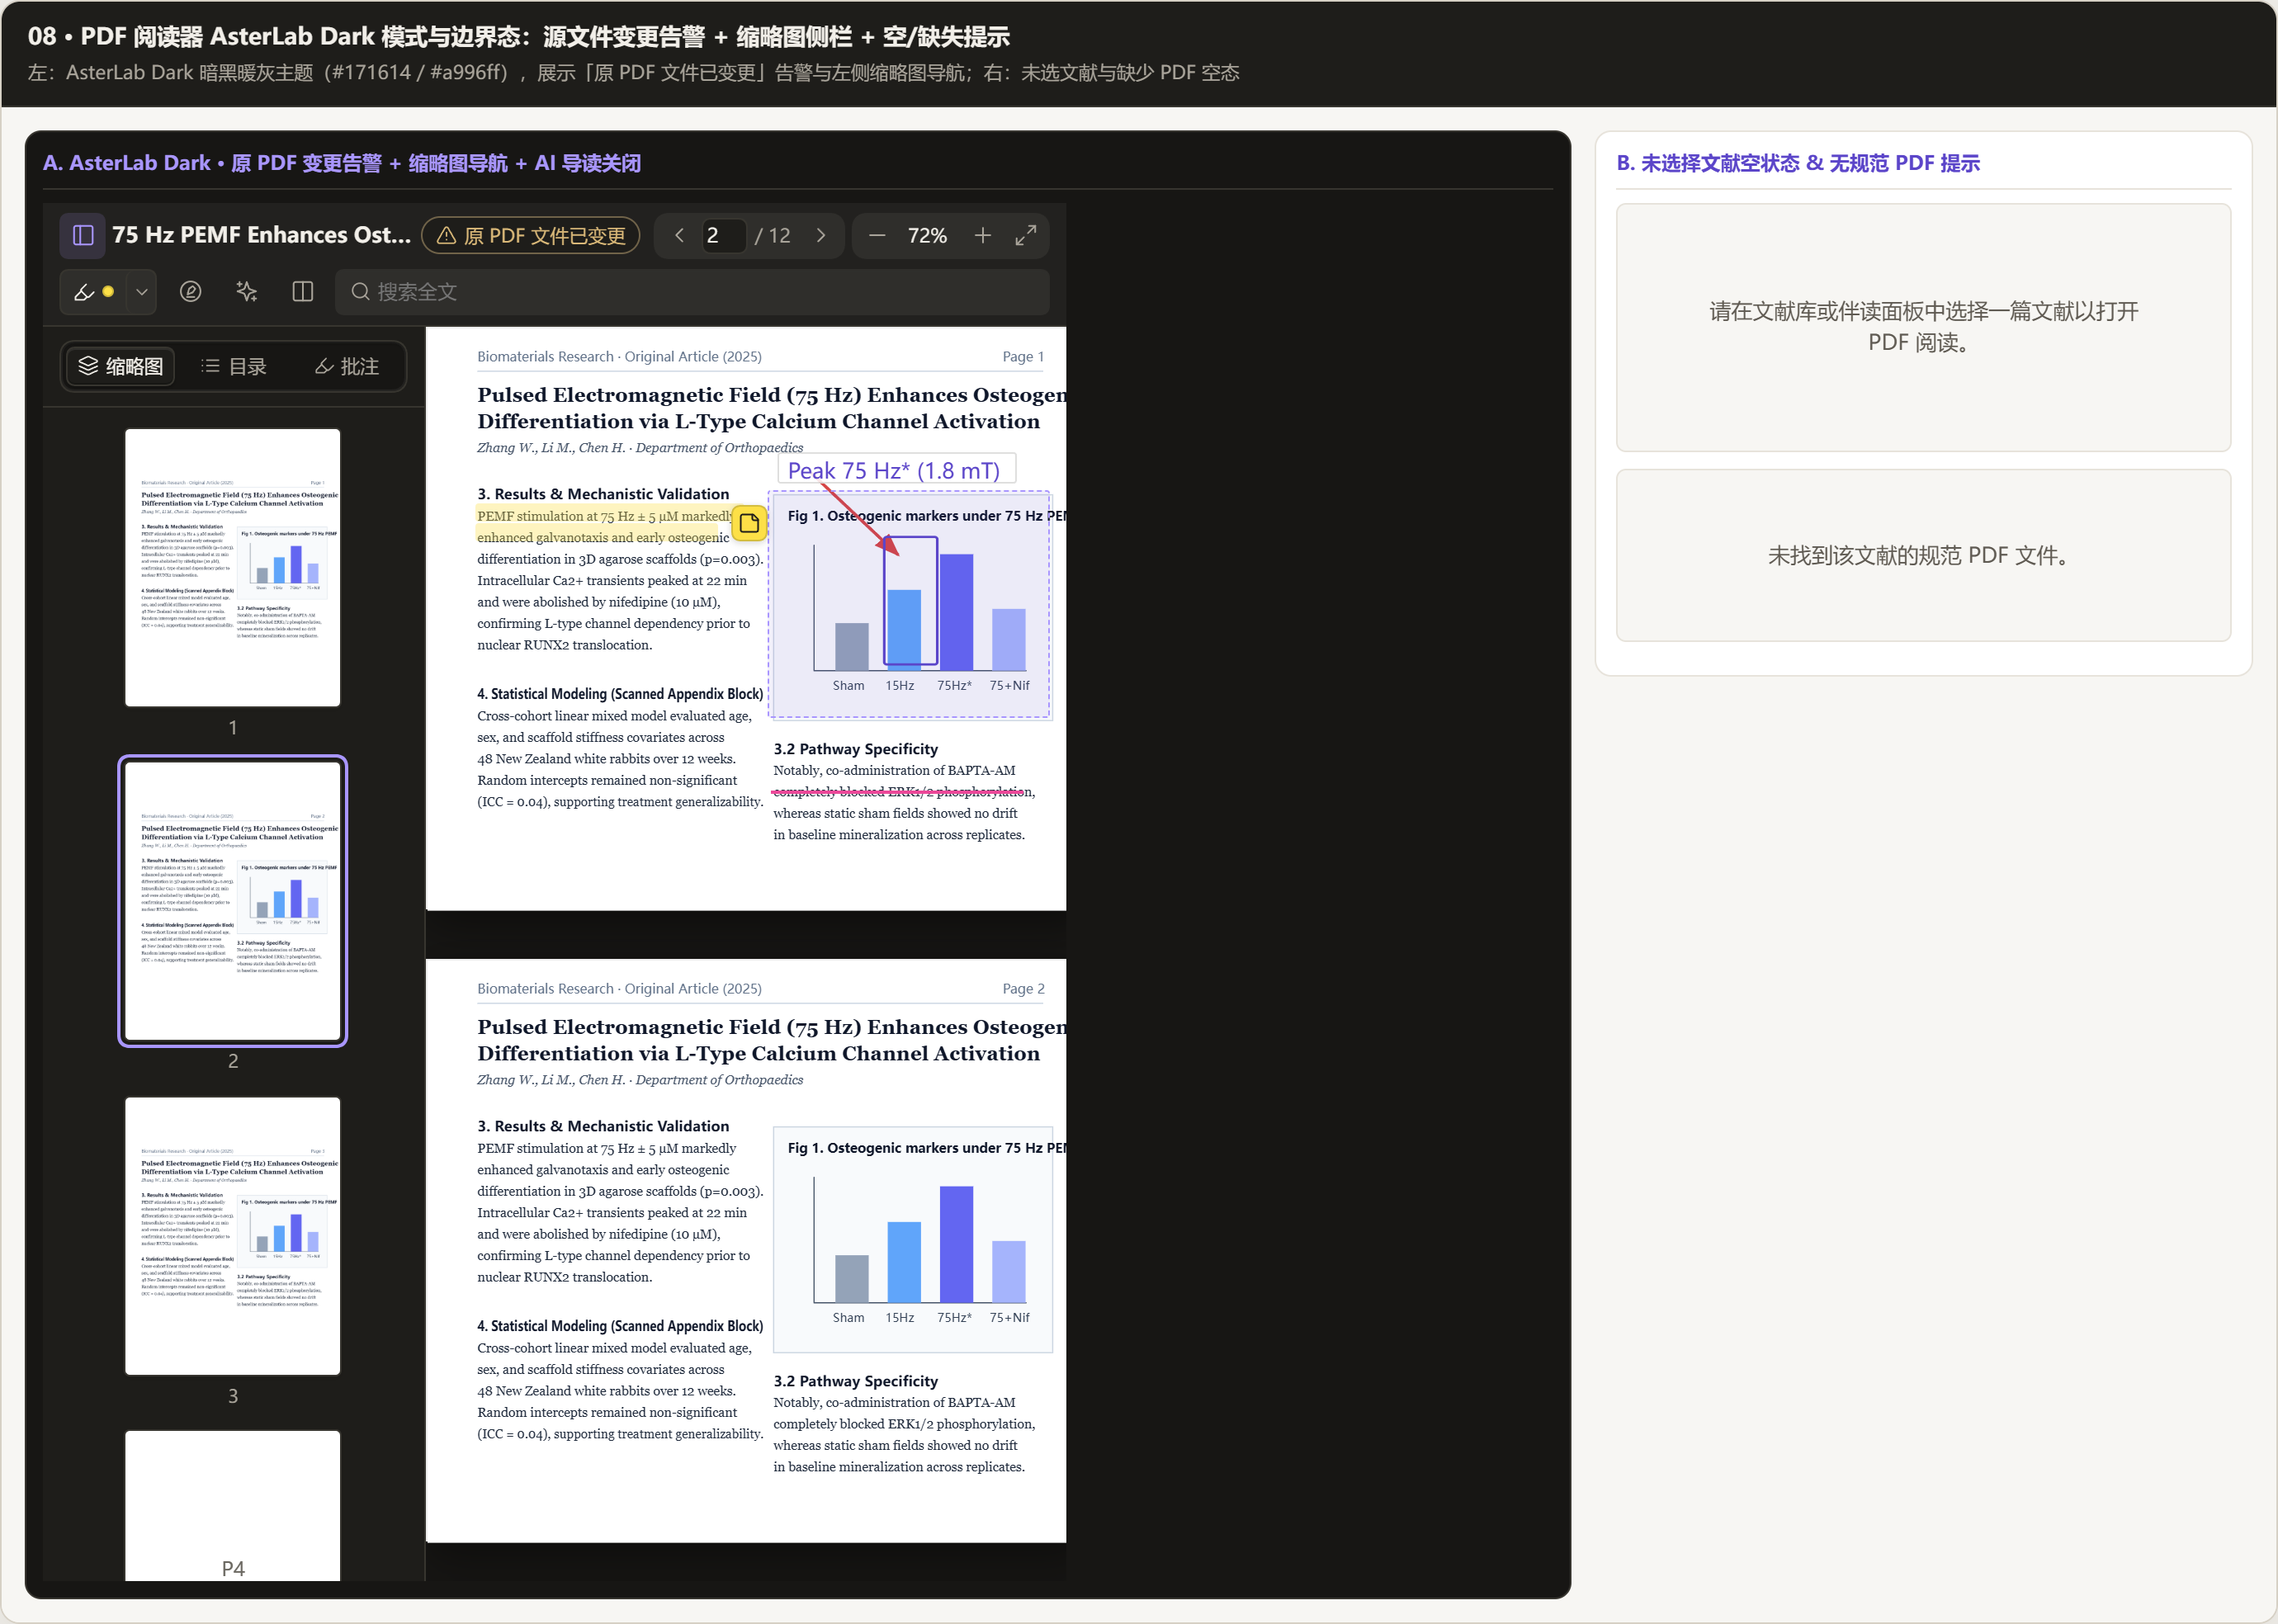 08 • PDF 阅读器 AsterLab Dark 模式与边界态：源文件变更告警 + 缩略图侧栏 + 空/缺失提示
左：AsterLab Dark 暗黑暖灰主题（#171614 / #a996ff），展示「原 PDF 文件已变更」告警与左侧缩略图导航；右：未选文献与缺少 PDF 空态
A. AsterLab Dark • 原 PDF 变更告警 + 缩略图导航 + AI 导读关闭
75 Hz PEMF Enhances Ost...
原 PDF 文件已变更
2 / 12
72%
搜索全文
缩略图
目录
批注
1
2
3
P4
Biomaterials Research · Original Article (2025)
Page 1
Pulsed Electromagnetic Field (75 Hz) Enhances Osteogen
Differentiation via L-Type Calcium Channel Activation
Zhang W., Li M., Chen H. · Department of Orthopaedics
Peak 75 Hz* (1.8 mT)
3. Results & Mechanistic Validation
PEMF stimulation at 75 Hz ± 5 μM markedly
enhanced galvanotaxis and early osteogenic
differentiation in 3D agarose scaffolds (p=0.003).
Intracellular Ca2+ transients peaked at 22 min
and were abolished by nifedipine (10 μM),
confirming L-type channel dependency prior to
nuclear RUNX2 translocation.
4. Statistical Modeling (Scanned Appendix Block)
Cross-cohort linear mixed model evaluated age,
sex, and scaffold stiffness covariates across
48 New Zealand white rabbits over 12 weeks.
Random intercepts remained non-significant
(ICC = 0.04), supporting treatment generalizability.
Fig 1. Osteogenic markers under 75 Hz PEM
Sham
15Hz
75Hz*
75+Nif
3.2 Pathway Specificity
Notably, co-administration of BAPTA-AM
completely blocked ERK1/2 phosphorylation,
whereas static sham fields showed no drift
in baseline mineralization across replicates.
Biomaterials Research · Original Article (2025)
Page 2
Pulsed Electromagnetic Field (75 Hz) Enhances Osteogen
Differentiation via L-Type Calcium Channel Activation
Zhang W., Li M., Chen H. · Department of Orthopaedics
3. Results & Mechanistic Validation
PEMF stimulation at 75 Hz ± 5 μM markedly
enhanced galvanotaxis and early osteogenic
differentiation in 3D agarose scaffolds (p=0.003).
Intracellular Ca2+ transients peaked at 22 min
and were abolished by nifedipine (10 μM),
confirming L-type channel dependency prior to
nuclear RUNX2 translocation.
4. Statistical Modeling (Scanned Appendix Block)
Cross-cohort linear mixed model evaluated age,
sex, and scaffold stiffness covariates across
48 New Zealand white rabbits over 12 weeks.
Random intercepts remained non-significant
(ICC = 0.04), supporting treatment generalizability.
Fig 1. Osteogenic markers under 75 Hz PEM
Sham
15Hz
75Hz*
75+Nif
3.2 Pathway Specificity
Notably, co-administration of BAPTA-AM
completely blocked ERK1/2 phosphorylation,
whereas static sham fields showed no drift
in baseline mineralization across replicates.
B. 未选择文献空状态 & 无规范 PDF 提示
请在文献库或伴读面板中选择一篇文献以打开
PDF 阅读。
未找到该文献的规范 PDF 文件。